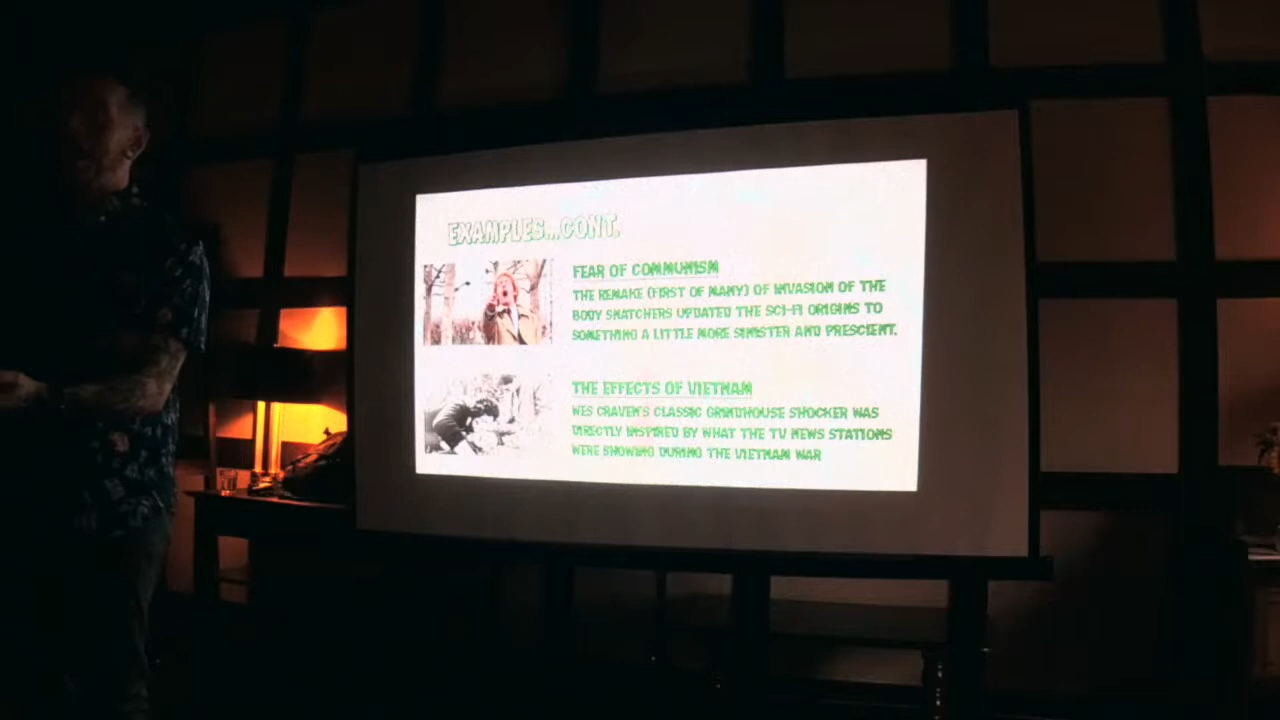 EXAMPLES...CONT.
FEAR OF COMMUNISM
THE REMAKE (FIRST OF MANY) OF INVASION OF THE
BODY SNATCHERS UPDATED THE SCI-FI ORIGINS TO
SOMETHING A LITTLE MORE SINISTER AND PRESCIENT.
THE EFFECTS OF VIETNAM
WES CRAVEN'S CLASSIC GRINDHOUSE SHOCKER WAS
DIRECTLY INSPIRED BY WHAT THE TV NEWS STATIONS
WERE SHOWING DURING THE VIETNAM WAR